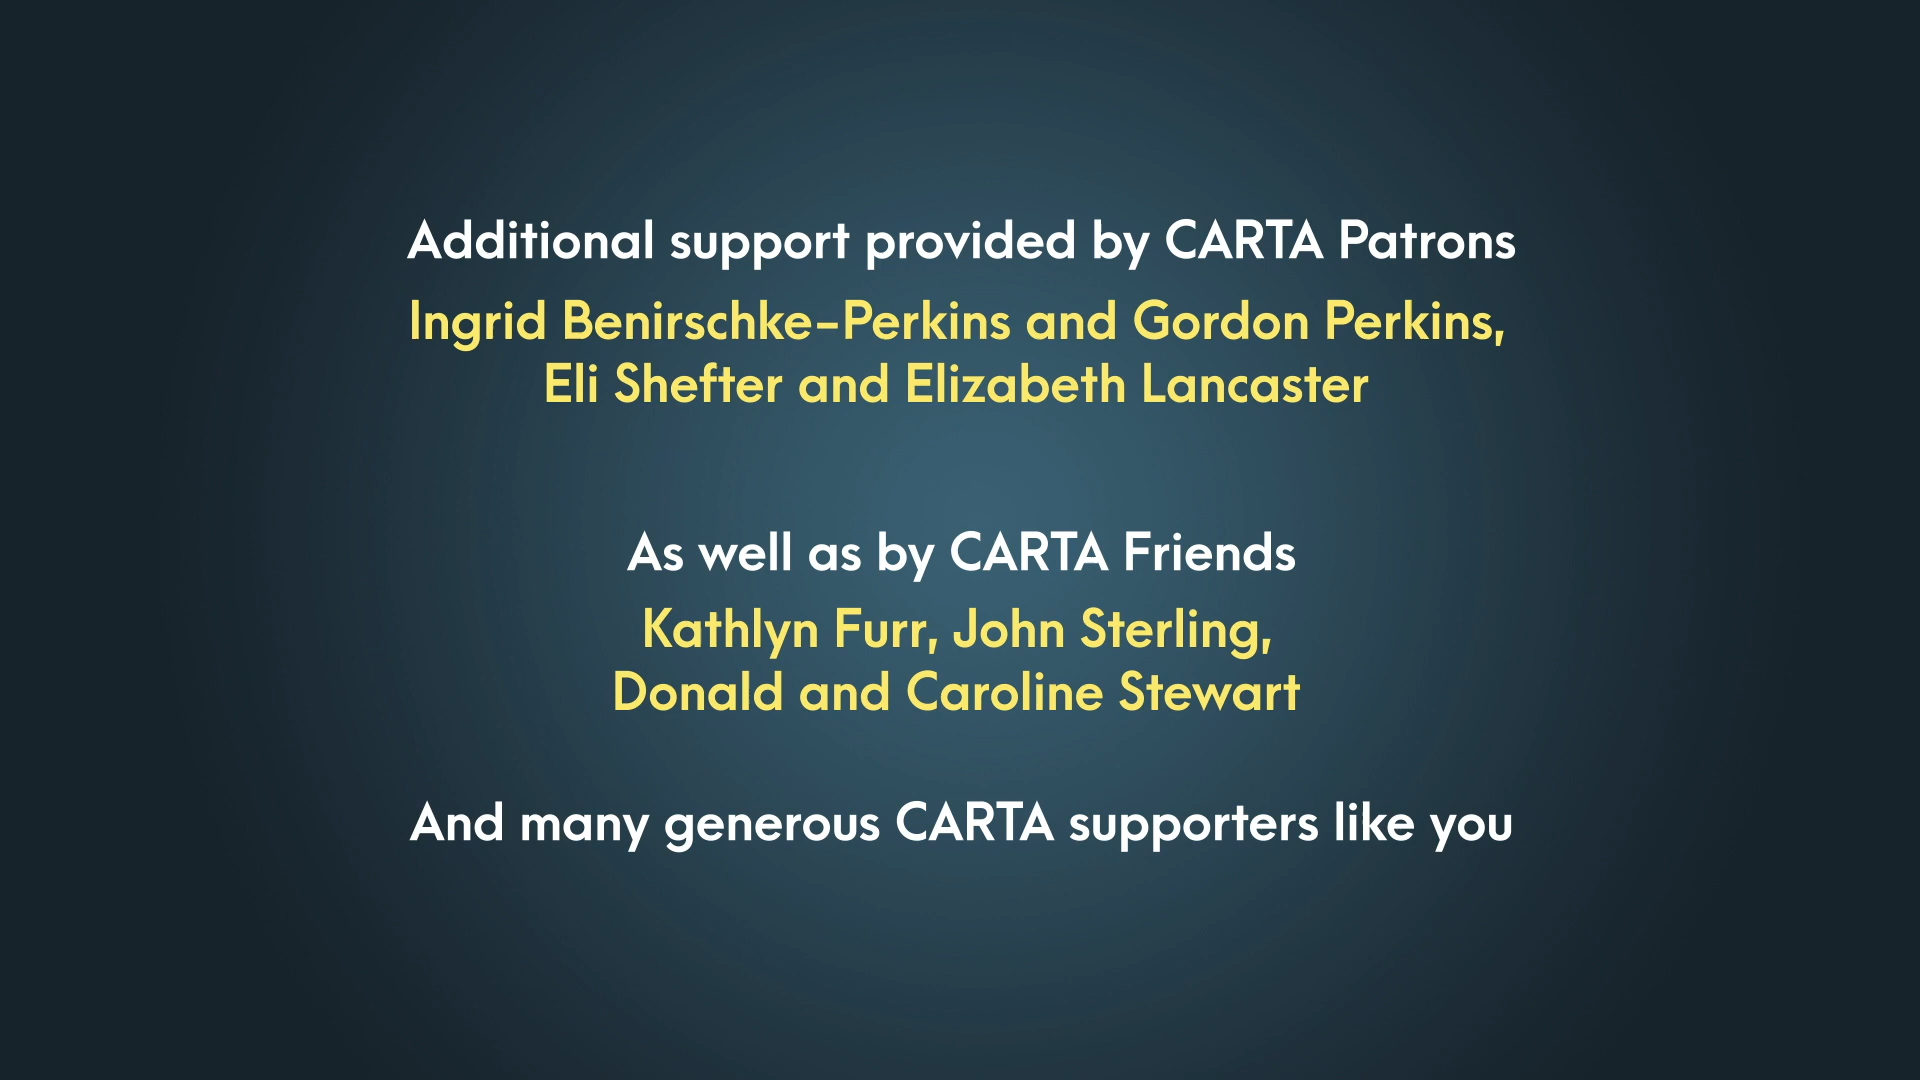 Additional support provided by CARTA Patrons
Ingrid Benirschke-Perkins and Gordon Perkins,
Eli Shefter and Elizabeth Lancaster
As well as by CARTA Friends
Kathlyn Furr, John Sterling,
Donald and Caroline Stewart
And many generous CARTA supporters like you